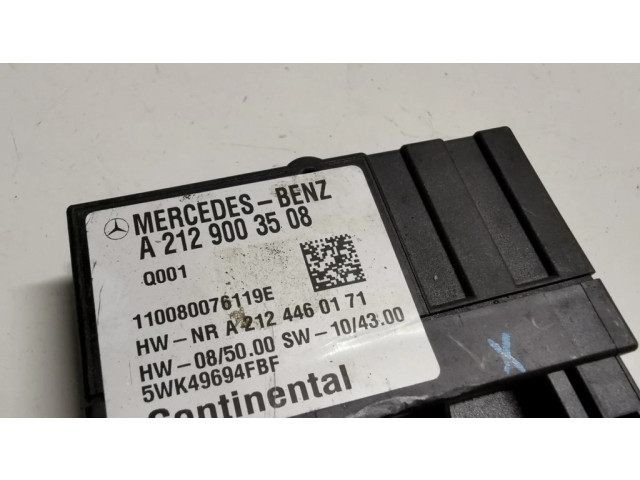 MERCEDES-BENZ
A 212 900 35 08
Q001
110080076119E
HW-NR A 212 446 01 71
HW-08/50.00 SW-10/43.00
5WK49694FBF
Continental